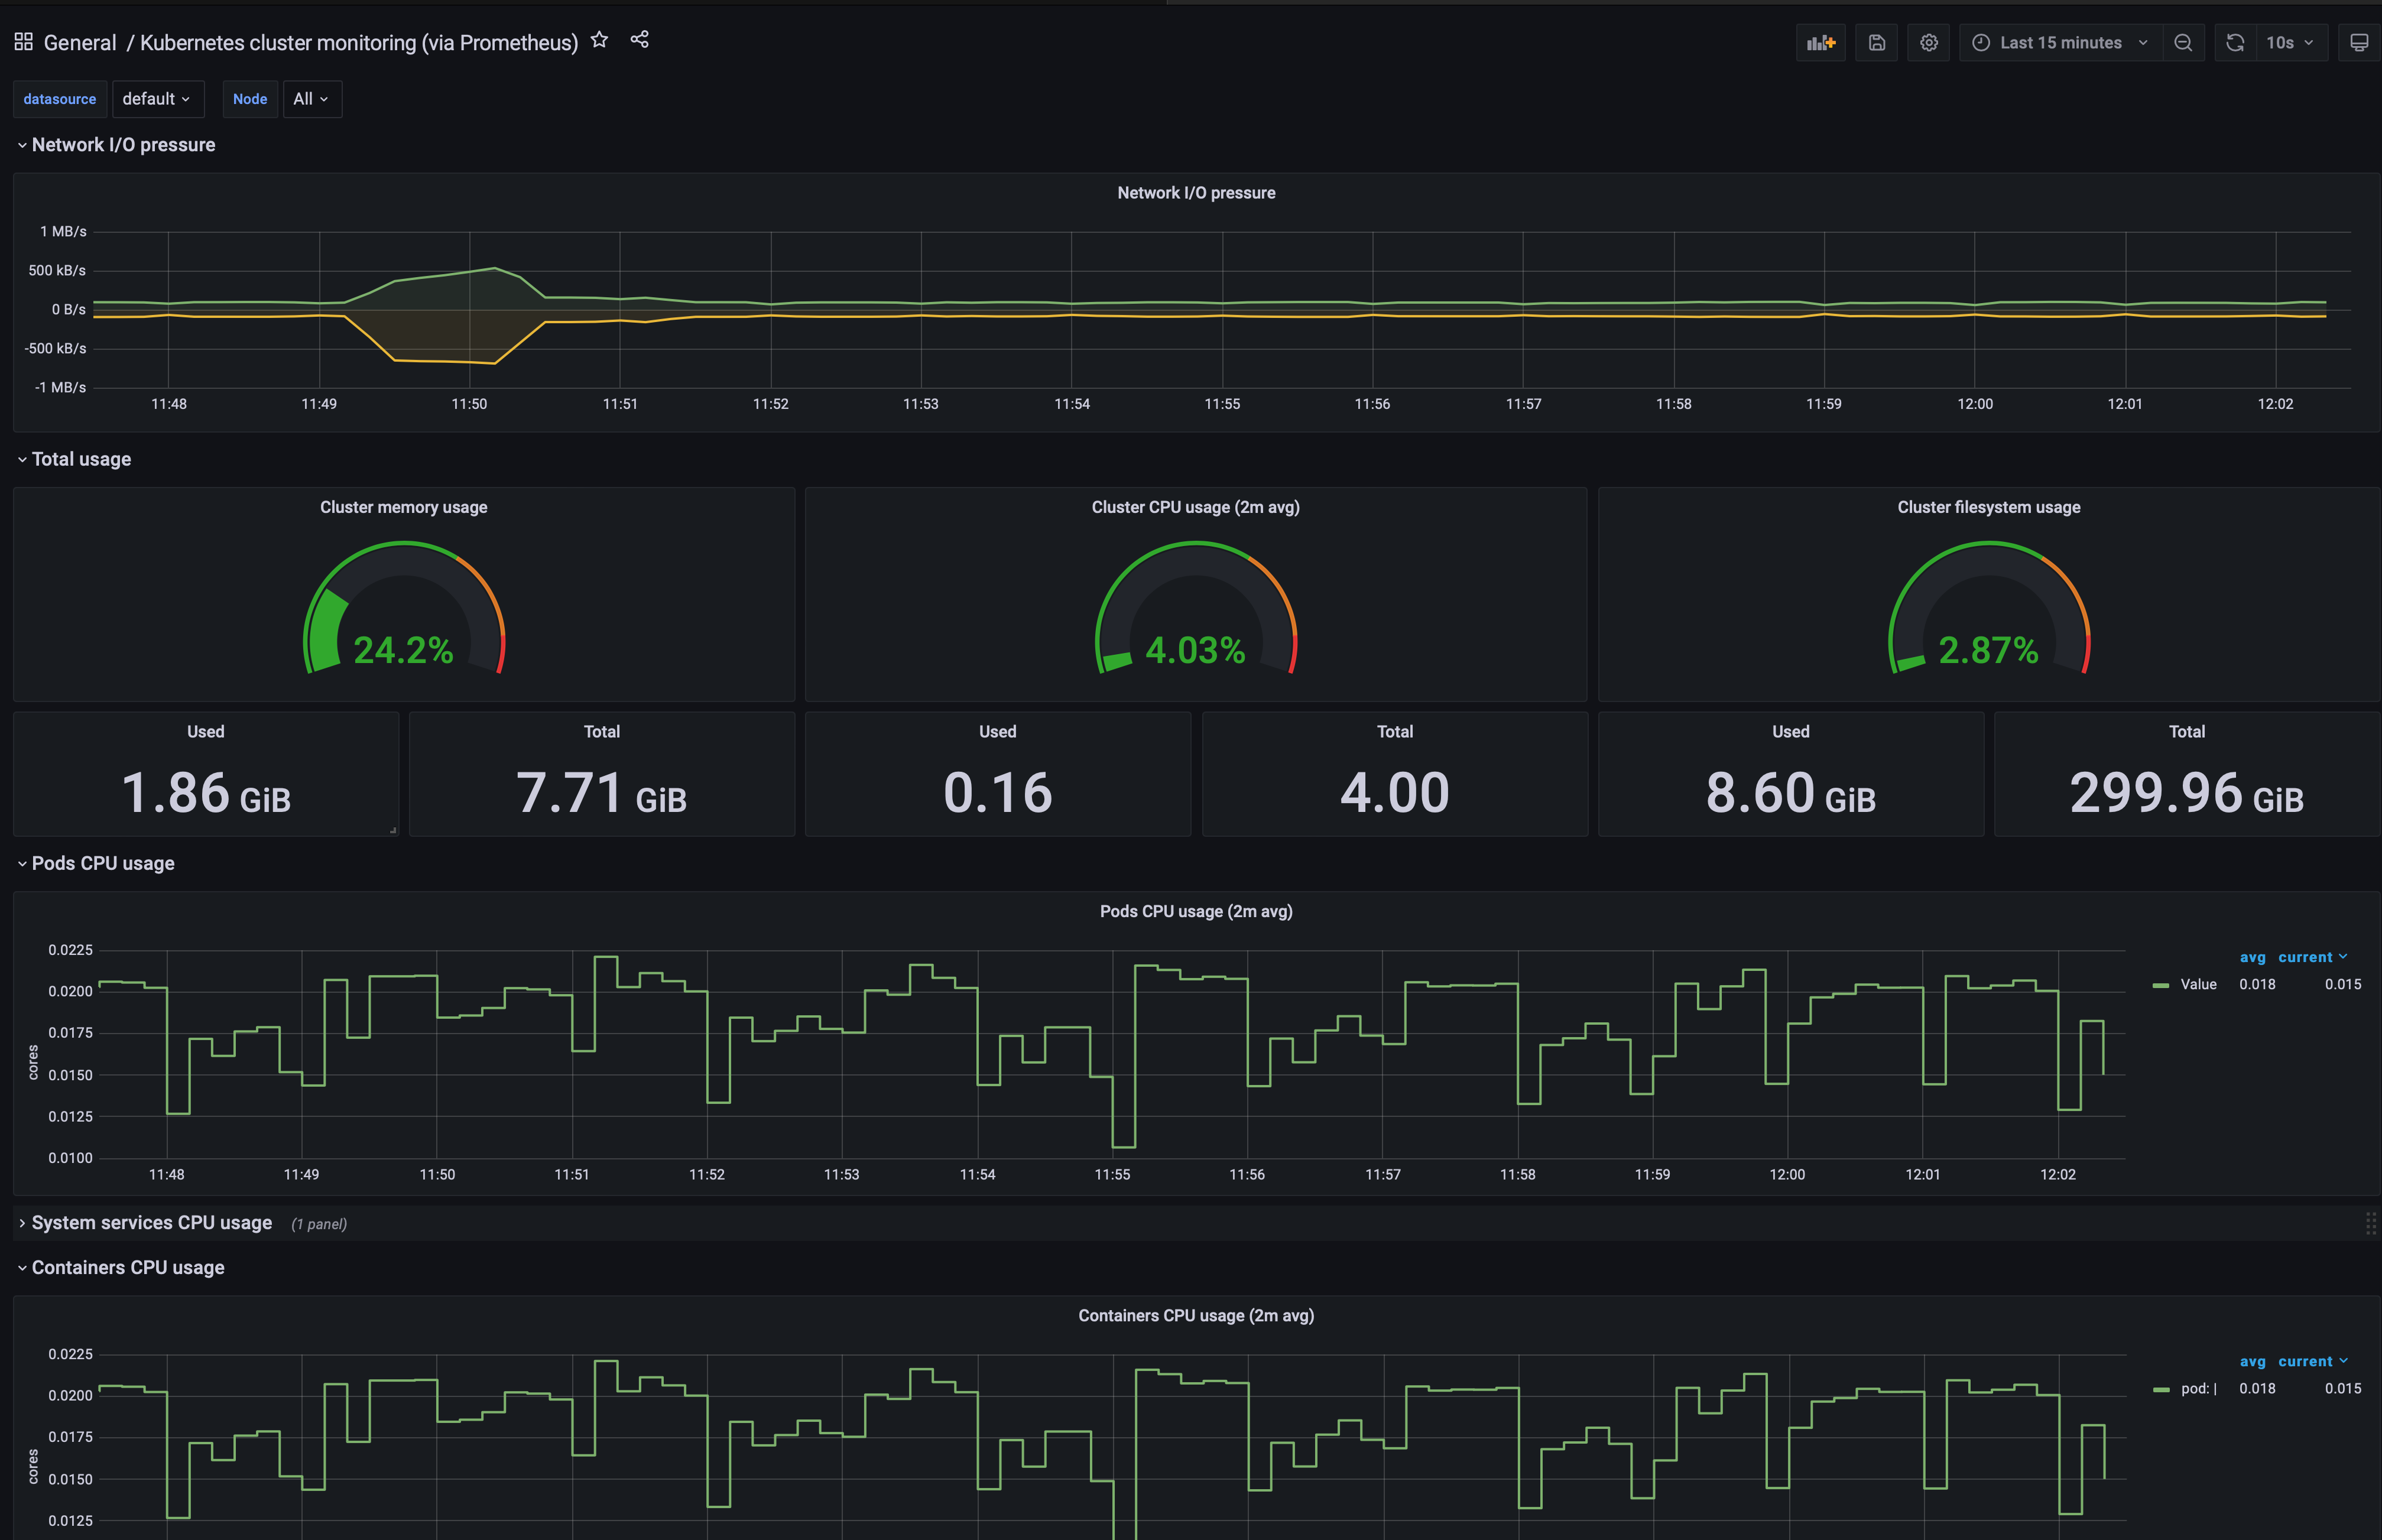 General / Kubernetes cluster monitoring (via Prometheus)
Last 15 minutes
10s
datasource default Node All
Network I/O pressure
Network I/O pressure
1 MB/s
500 kB/s
0 B/s
-500 kB/s
-1 MB/s
11:48 11:49 11:50 11:51 11:52 11:53 11:54 11:55 11:56 11:57 11:58 11:59 12:00 12:01 12:02
Total usage
Cluster memory usage
24.2%
Cluster CPU usage (2m avg)
4.03%
Cluster filesystem usage
2.87%
Used
1.86 GiB
Total
7.71 GiB
Used
0.16
Total
4.00
Used
8.60 GiB
Total
299.96 GiB
Pods CPU usage
Pods CPU usage (2m avg)
cores
0.0225
0.0200
0.0175
0.0150
0.0125
0.0100
11:48 11:49 11:50 11:51 11:52 11:53 11:54 11:55 11:56 11:57 11:58 11:59 12:00 12:01 12:02
avg current
Value 0.018 0.015
System services CPU usage (1 panel)
Containers CPU usage
Containers CPU usage (2m avg)
cores
0.0225
0.0200
0.0175
0.0150
0.0125
avg current
pod: | 0.018 0.015